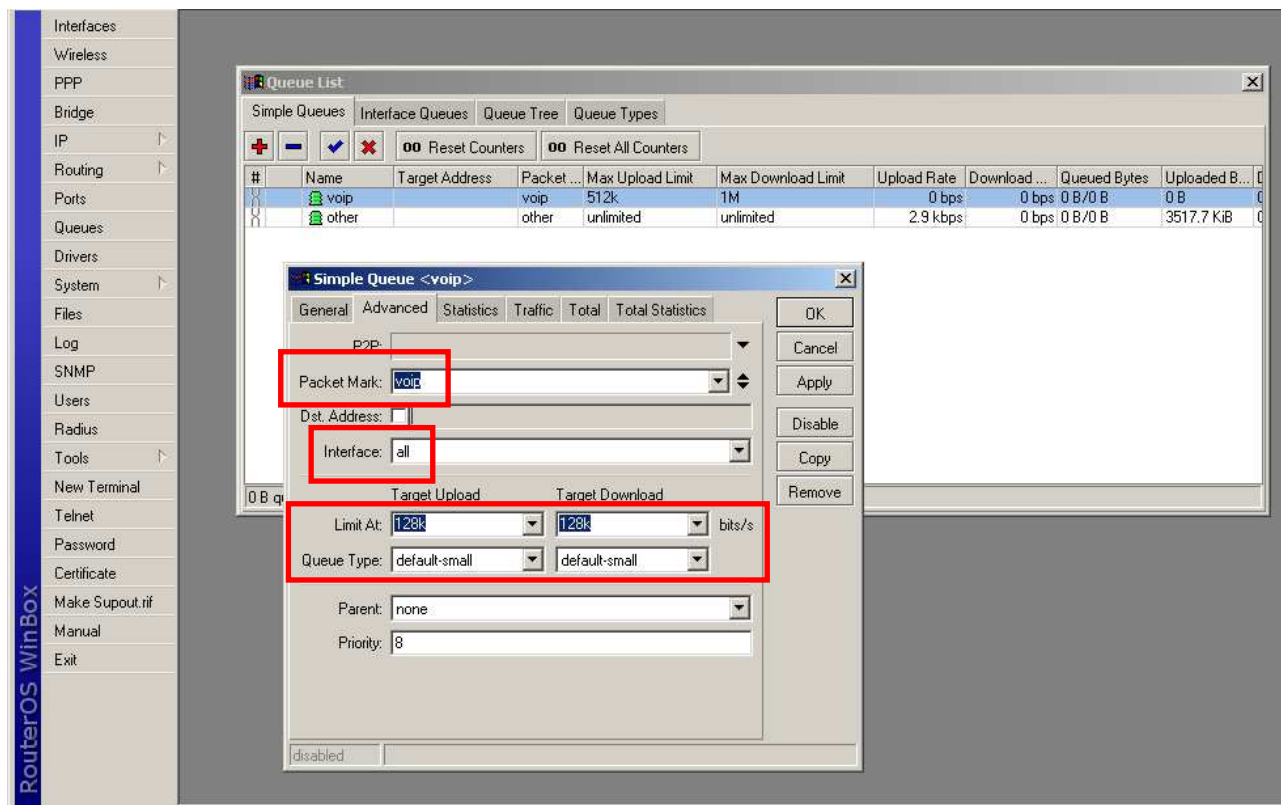 Interfaces
Wireless
PPP
Bridge
IP
Routing
Ports
Queues
Drivers
System
Files
Log
SNMP
Users
Radius
Tools
New Terminal
Telnet
Password
Certificate
Make Supout.rif
Manual
Exit
RouterOS WinBox
Queue List
Simple Queues Interface Queues Queue Tree Queue Types
00 Reset Counters 00 Reset All Counters
# Name Target Address Packet ... Max Upload Limit Max Download Limit Upload Rate Download ... Queued Bytes Uploaded B...
voip voip 512k 1M 0 bps 0 bps 0 B/0 B 0 B
other other unlimited unlimited 2.9 kbps 0 bps 0 B/0 B 3517.7 KiB
0 B
Simple Queue <voip>
General Advanced Statistics Traffic Total Total Statistics
P2P:
Packet Mark: voip
Dst. Address:
Interface: all
Target Upload Target Download
Limit At: 128k 128k bits/s
Queue Type: default-small default-small
Parent: none
Priority: 8
OK
Cancel
Apply
Disable
Copy
Remove
disabled